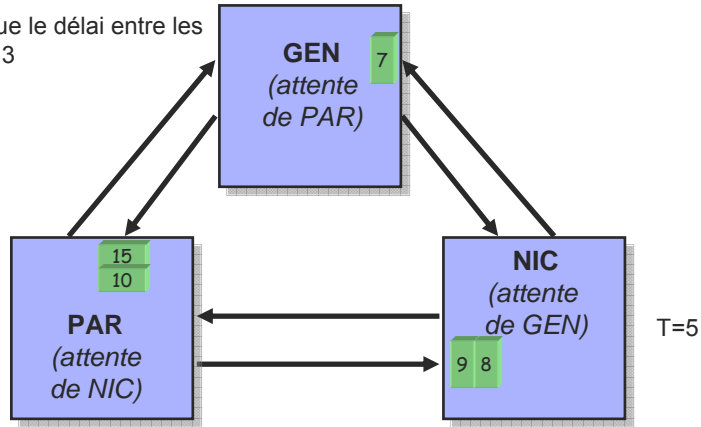 ue le délai entre les
3
GEN
(attente
de PAR)
7
15
10
PAR
(attente
de NIC)
NIC
(attente
de GEN)
9 8
T=5